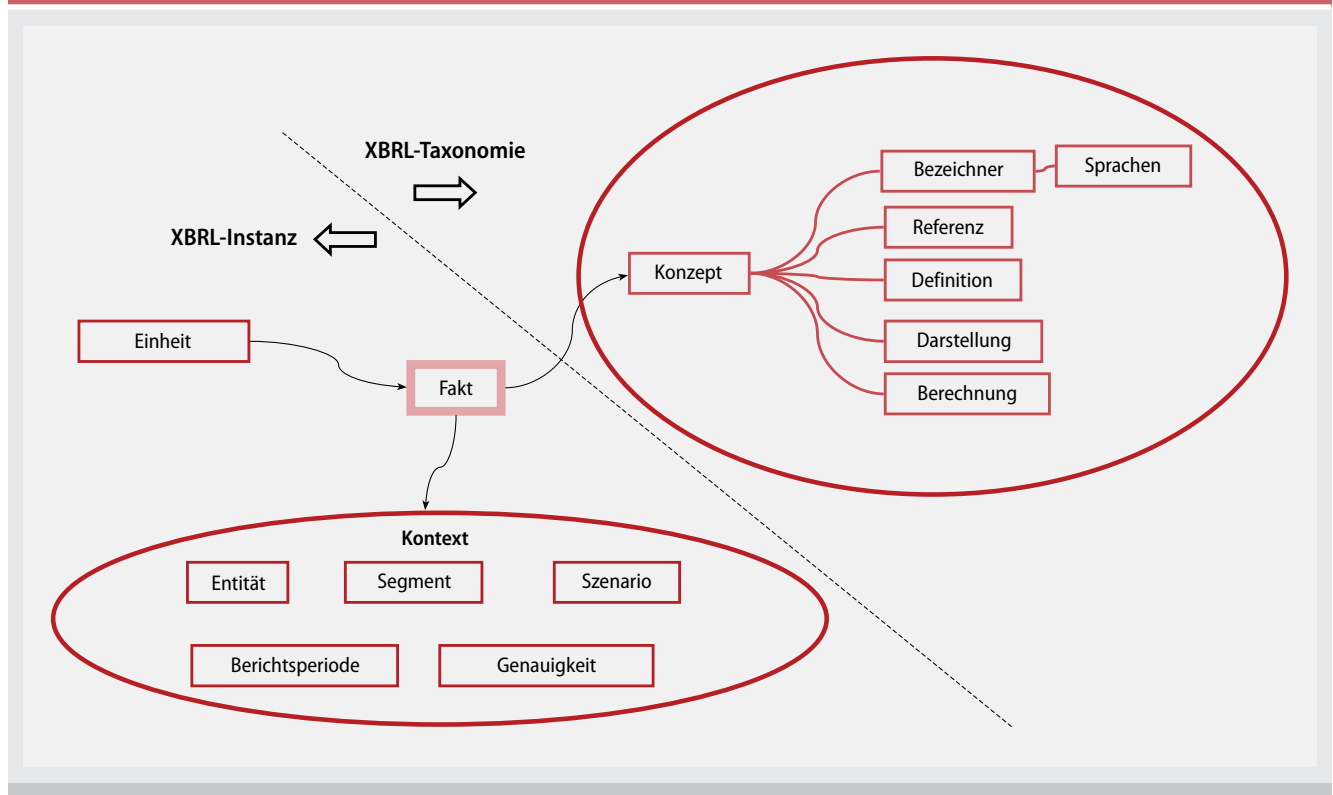 XBRL-Taxonomie
XBRL-Instanz
Bezeichner
Sprachen
Referenz
Konzept
Definition
Darstellung
Berechnung
Einheit
Fakt
Kontext
Entität
Segment
Szenario
Berichtsperiode
Genauigkeit